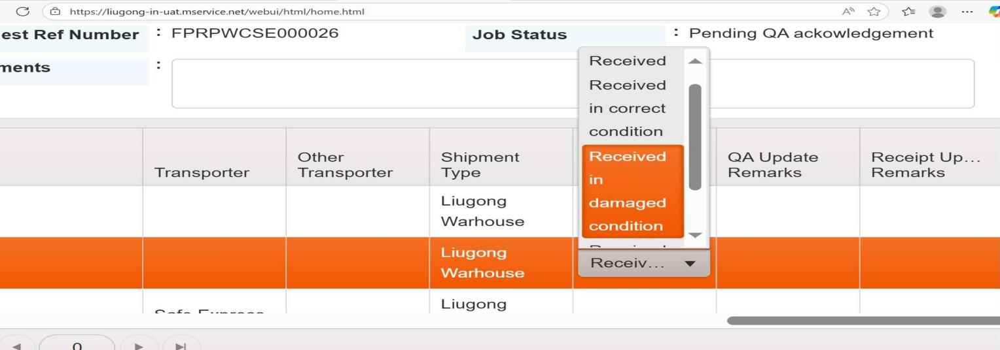 https://liugong-in-uat.mservice.net/webui/html/home.html
est Ref Number : FPRPWCSE000026 Job Status : Pending QA ackowledgement
ments :
Received
Received
in correct
condition
Received
in
damaged
condition
Receiv...
Transporter
Other
Transporter
Shipment
Type
QA Update
Remarks
Receipt Up...
Remarks
Liugong
Warhouse
Liugong
Warhouse
Safe Express
Liugong
0